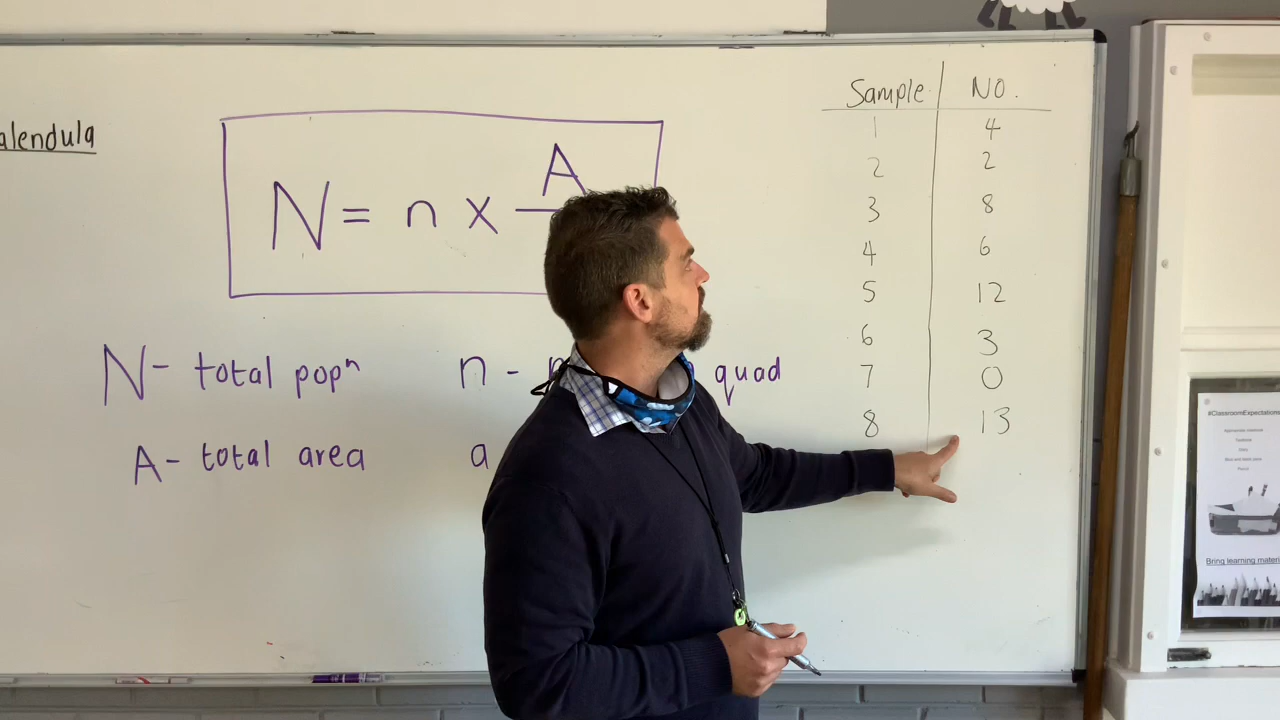 alendula
N = n x A
N - total popⁿ
n -
quad
A - total area
a
Sample. NO.
1 4
2 2
3 8
4 6
5 12
6 3
7 0
8 13
#ClassroomExpectations
Bring learning materi